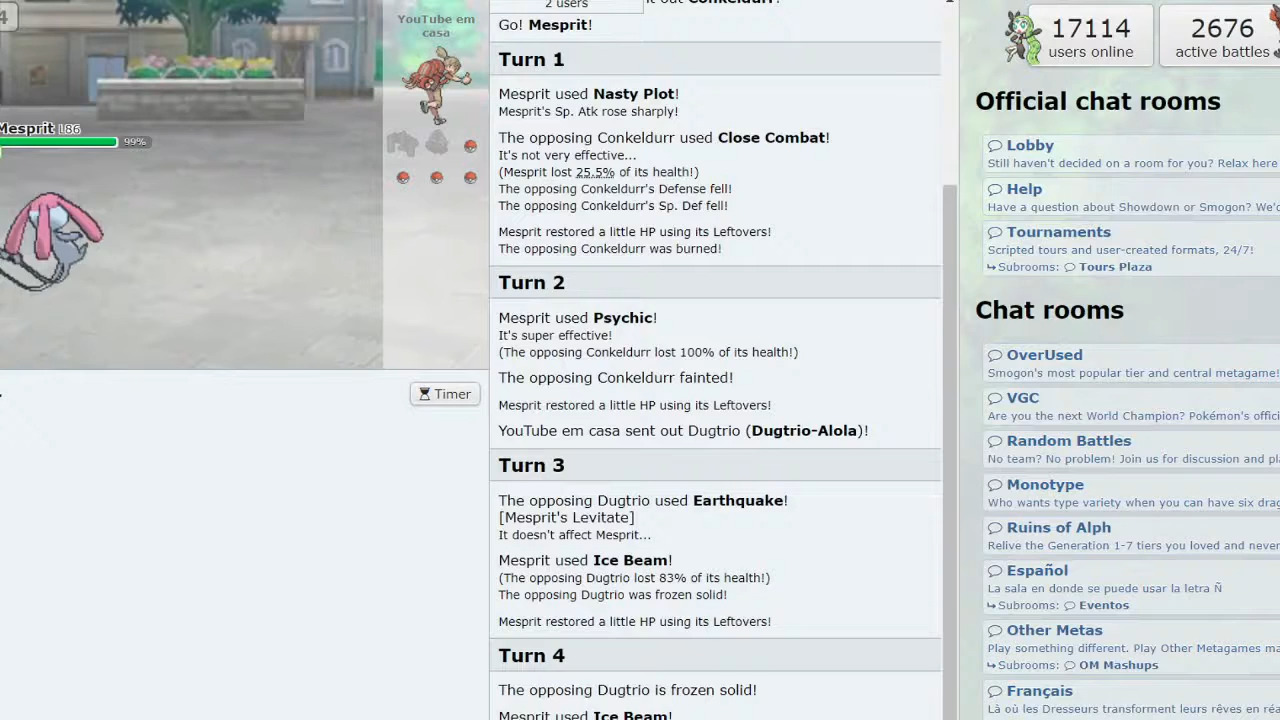 4
YouTube em
casa
Mesprit L86
99%
Timer
2 users
it out Conkeldurr!
Go! Mesprit!
Turn 1
Mesprit used Nasty Plot!
Mesprit's Sp. Atk rose sharply!
The opposing Conkeldurr used Close Combat!
It's not very effective...
(Mesprit lost 25.5% of its health!)
The opposing Conkeldurr's Defense fell!
The opposing Conkeldurr's Sp. Def fell!
Mesprit restored a little HP using its Leftovers!
The opposing Conkeldurr was burned!
Turn 2
Mesprit used Psychic!
It's super effective!
(The opposing Conkeldurr lost 100% of its health!)
The opposing Conkeldurr fainted!
Mesprit restored a little HP using its Leftovers!
YouTube em casa sent out Dugtrio (Dugtrio-Alola)!
Turn 3
The opposing Dugtrio used Earthquake!
[Mesprit's Levitate]
It doesn't affect Mesprit...
Mesprit used Ice Beam!
(The opposing Dugtrio lost 83% of its health!)
The opposing Dugtrio was frozen solid!
Mesprit restored a little HP using its Leftovers!
Turn 4
The opposing Dugtrio is frozen solid!
Mesprit used Ice Beam!
17114
users online
2676
active battles
Official chat rooms
Lobby
Still haven't decided on a room for you? Relax here
Help
Have a question about Showdown or Smogon? We'
Tournaments
Scripted tours and user-created formats, 24/7!
↳Subrooms: Tours Plaza
Chat rooms
OverUsed
Smogon's most popular tier and central metagame!
VGC
Are you the next World Champion? Pokémon's offici
Random Battles
No team? No problem! Join us for discussion and pl
Monotype
Who wants type variety when you can have six drag
Ruins of Alph
Relive the Generation 1-7 tiers you loved and never
Español
La sala en donde se puede usar la letra Ñ
↳Subrooms: Eventos
Other Metas
Play something different. Play Other Metagames ma
↳Subrooms: OM Mashups
Français
Là où les Dresseurs transforment leurs rêves en réa